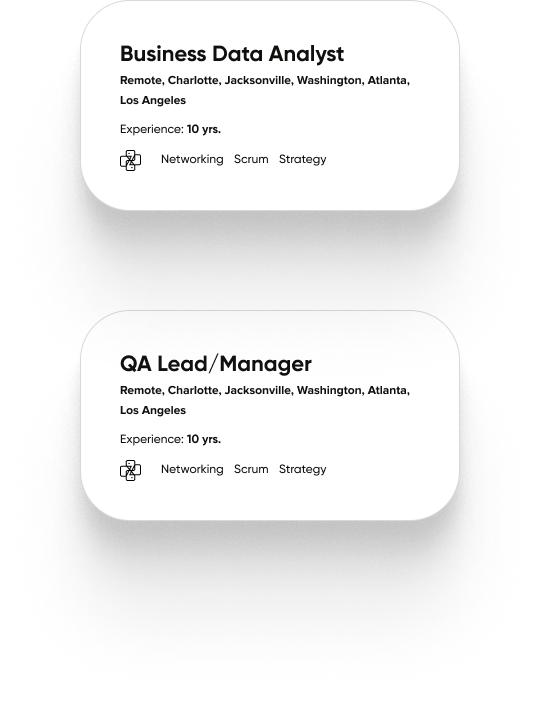 Business Data Analyst
Remote, Charlotte, Jacksonville, Washington, Atlanta,
Los Angeles
Experience: 10 yrs.
Networking Scrum Strategy
QA Lead/Manager
Remote, Charlotte, Jacksonville, Washington, Atlanta,
Los Angeles
Experience: 10 yrs.
Networking Scrum Strategy